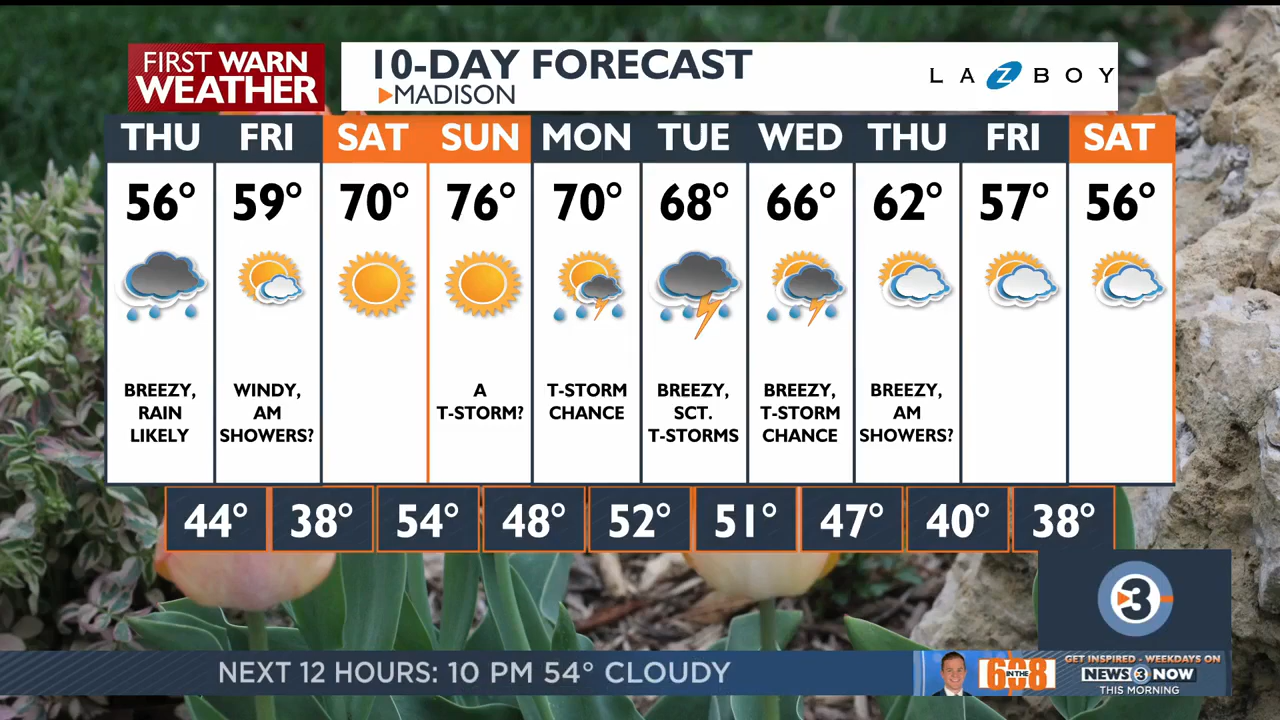 FIRST WARN
WEATHER
10-DAY FORECAST
MADISON
LA Z BOY
THU FRI SAT SUN MON TUE WED THU FRI SAT
56° 59° 70° 76° 70° 68° 66° 62° 57° 56°
BREEZY,
RAIN
LIKELY
WINDY,
AM
SHOWERS?
A
T-STORM?
T-STORM
CHANCE
BREEZY,
SCT.
T-STORMS
BREEZY,
T-STORM
CHANCE
BREEZY,
AM
SHOWERS?
44° 38° 54° 48° 52° 51° 47° 40° 38°
3
NEXT 12 HOURS: 10 PM 54° CLOUDY
608
IN THE
GET INSPIRED - WEEKDAYS ON
NEWS 3 NOW
THIS MORNING